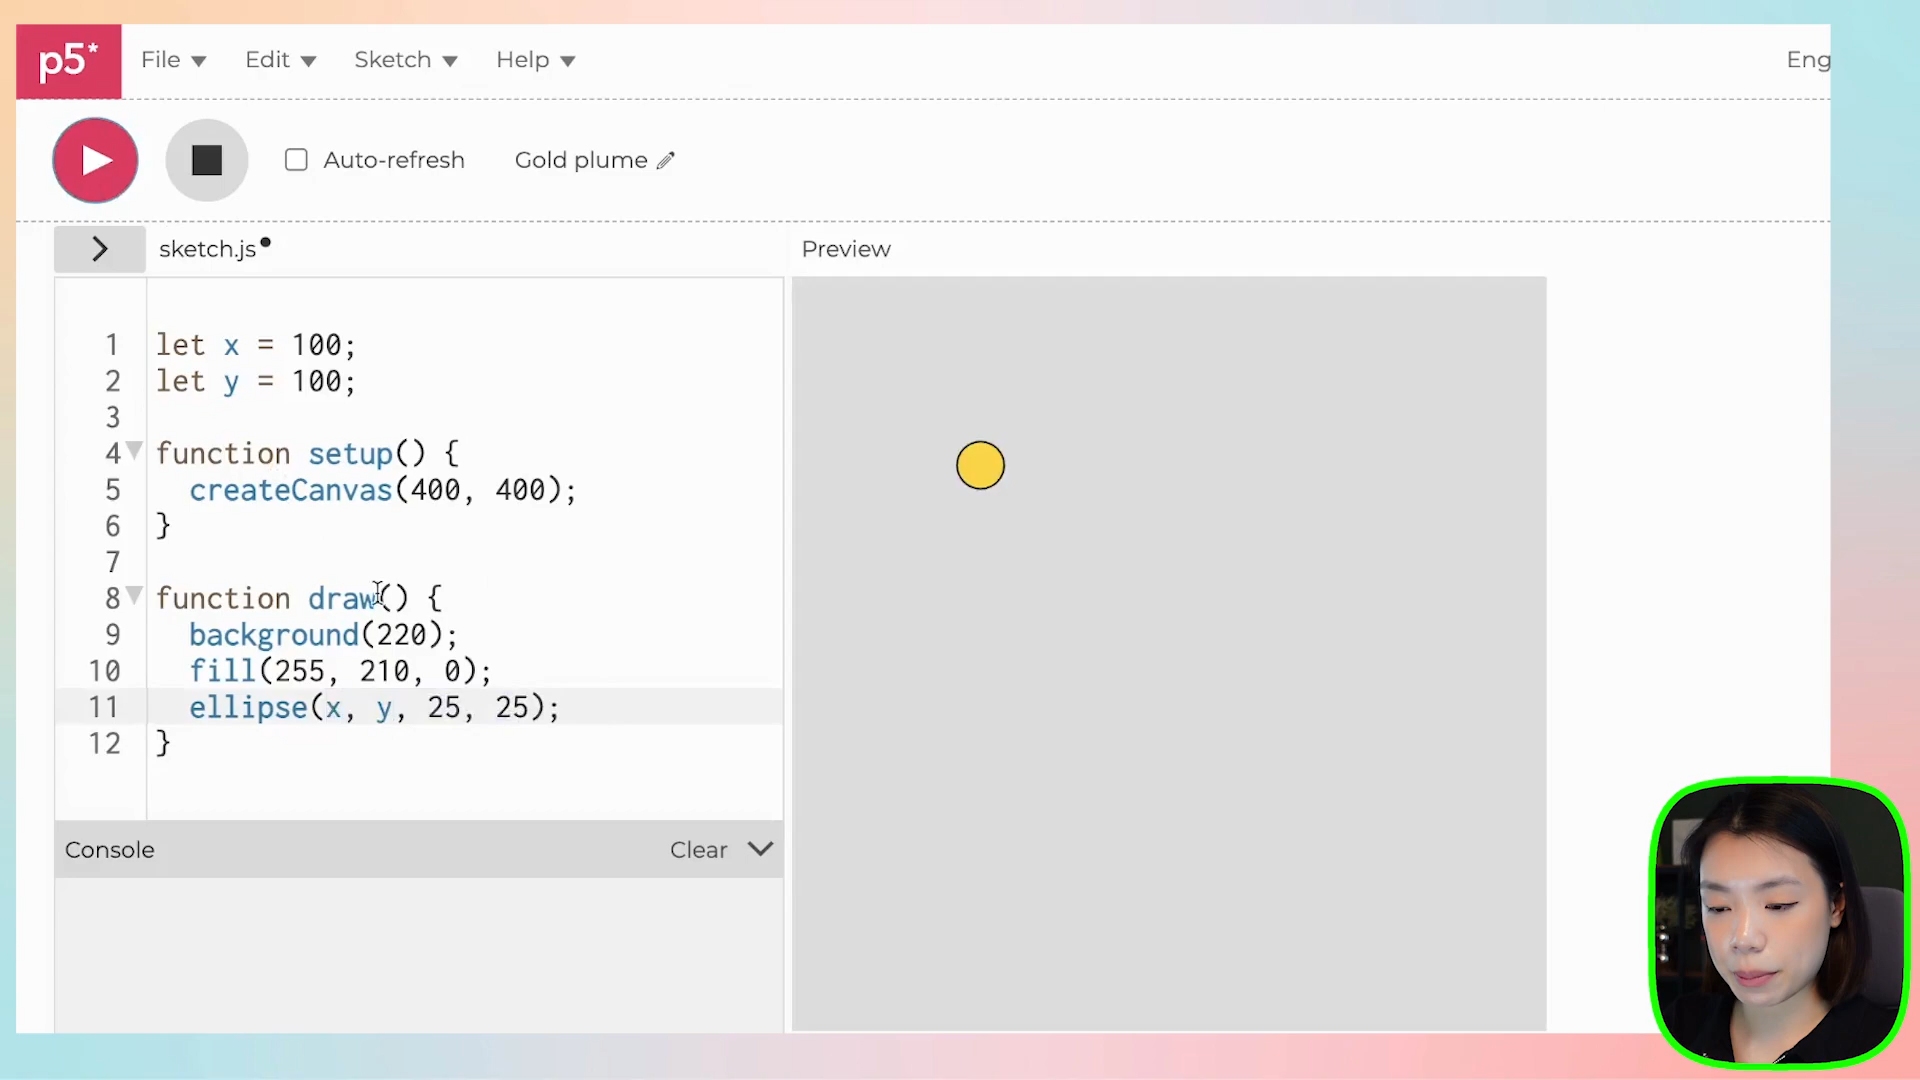 p5* File Edit Sketch Help Eng
Auto-refresh Gold plume
sketch.js Preview
1 let x = 100;
2 let y = 100;
3
4 function setup() {
5 createCanvas(400, 400);
6 }
7
8 function draw() {
9 background(220);
10 fill(255, 210, 0);
11 ellipse(x, y, 25, 25);
12 }
Console Clear